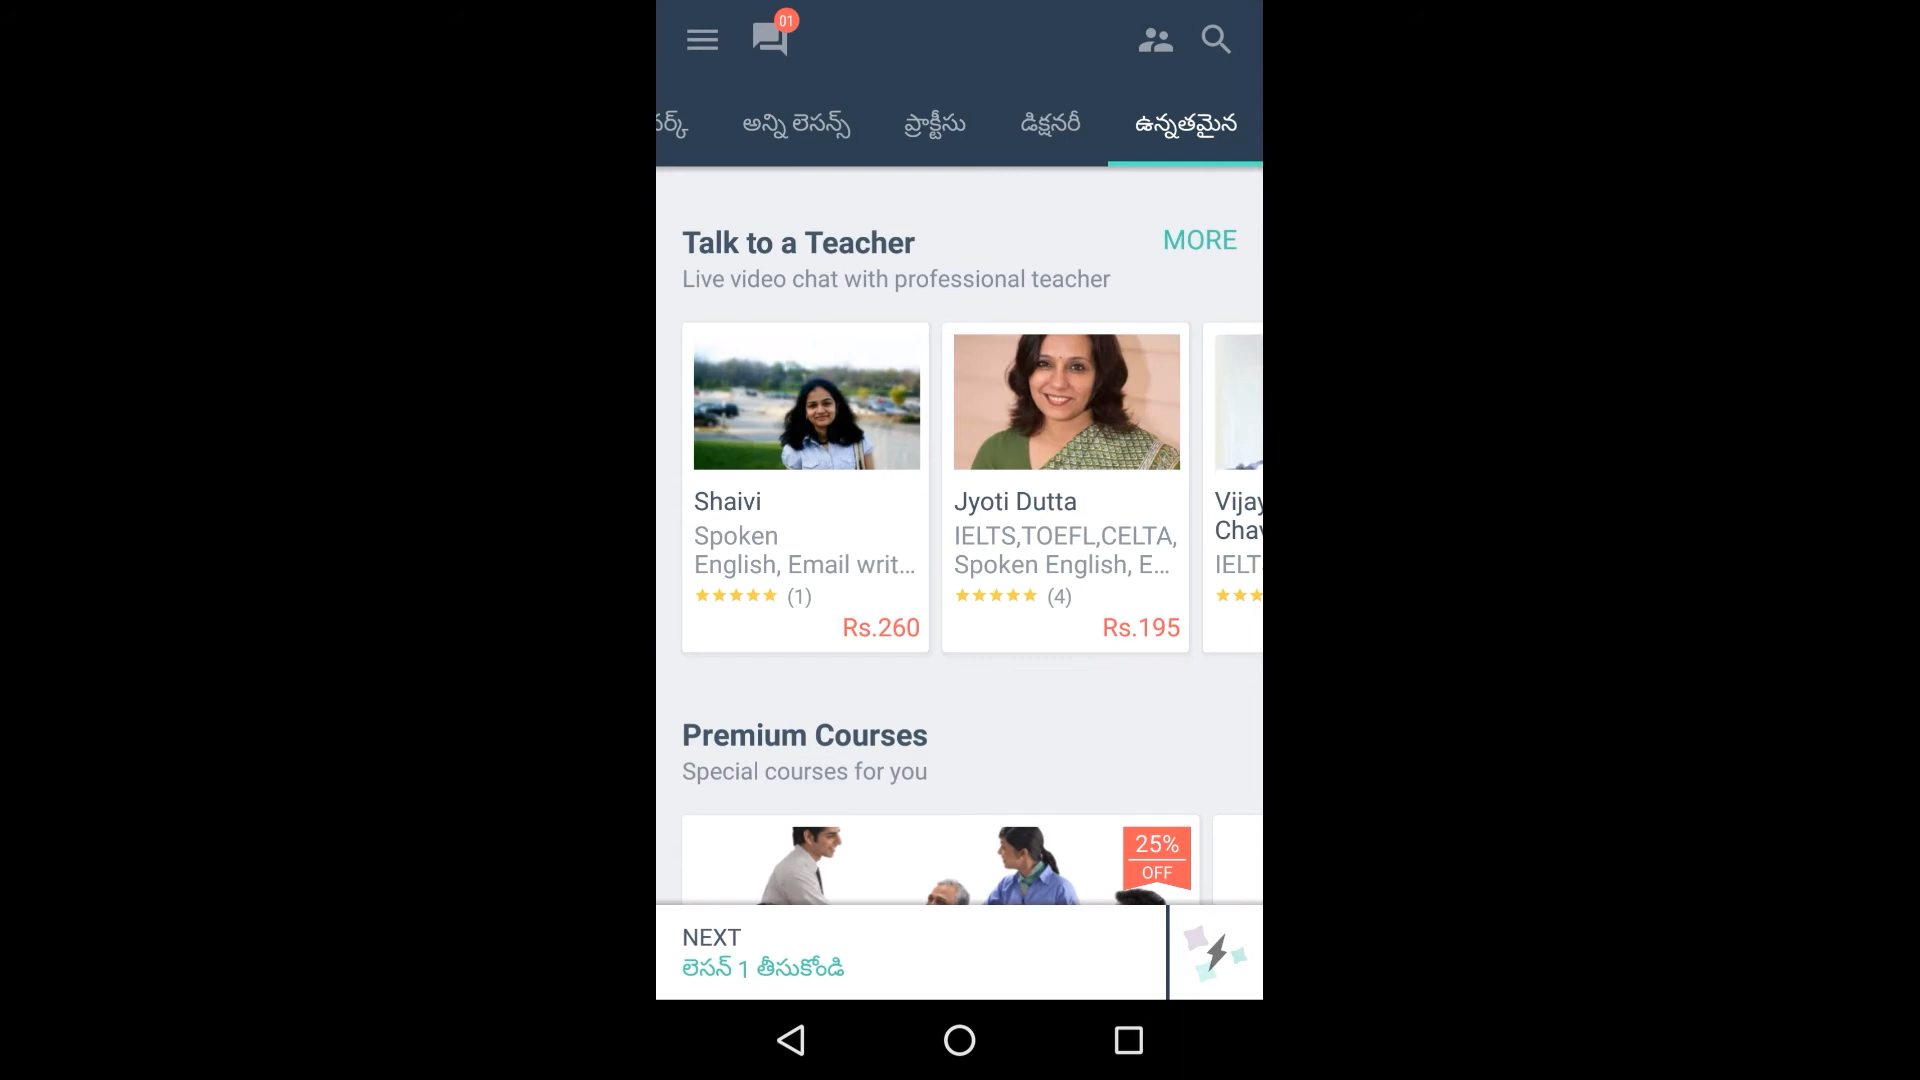 01
అన్ని లెసన్స్ ప్రాక్టీసు డిక్షనరీ ఉన్నతమైన
Talk to a Teacher
MORE
Live video chat with professional teacher
Shaivi
Spoken
English, Email writ...
(1)
Rs.260
Jyoti Dutta
IELTS,TOEFL,CELTA,
Spoken English, E...
(4)
Rs.195
Premium Courses
Special courses for you
25%
OFF
NEXT
లెసన్ 1 తీసుకోండి